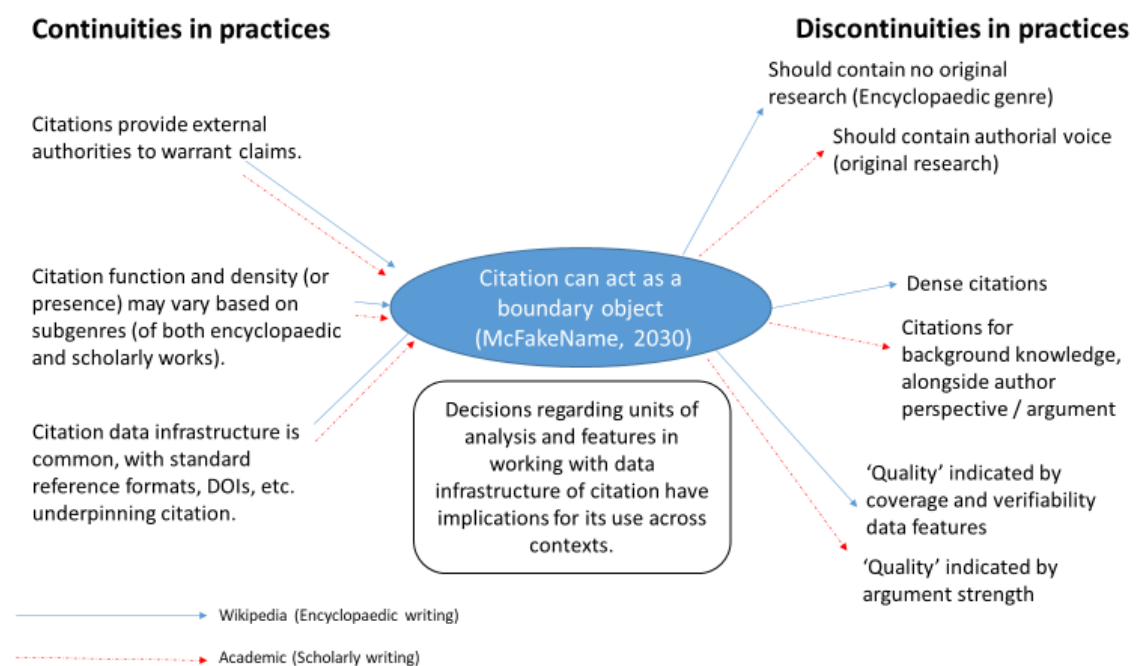 Continuities in practices
Citations provide external
authorities to warrant claims.
Citation function and density (or
presence) may vary based on
subgenres (of both encyclopaedic
and scholarly works).
Citation data infrastructure is
common, with standard
reference formats, DOIs, etc.
underpinning citation.
Citation can act as a
boundary object
(McFakeName, 2030)
Decisions regarding units of
analysis and features in
working with data
infrastructure of citation have
implications for its use across
contexts.
Discontinuities in practices
Should contain no original
research (Encyclopaedic genre)
Should contain authorial voice
(original research)
Dense citations
Citations for
background knowledge,
alongside author
perspective / argument
‘Quality’ indicated by
coverage and verifiability
data features
‘Quality’ indicated by
argument strength
Wikipedia (Encyclopaedic writing)
Academic (Scholarly writing)